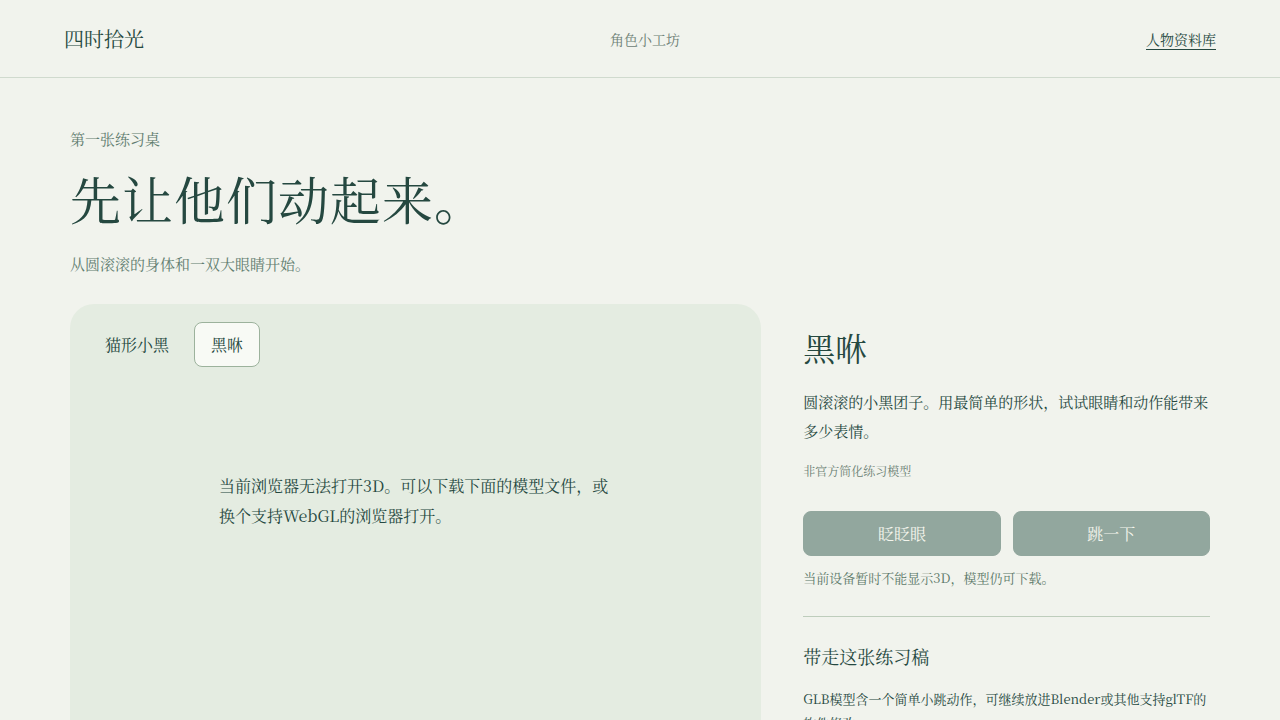 四时拾光
角色小工坊
人物资料库
第一张练习桌
先让他们动起来。
从圆滚滚的身体和一双大眼睛开始。
猫形小黑
黑咻
当前浏览器无法打开3D。可以下载下面的模型文件，或
换个支持WebGL的浏览器打开。
黑咻
圆滚滚的小黑团子。用最简单的形状，试试眼睛和动作能带来
多少表情。
非官方简化练习模型
眨眨眼
跳一下
当前设备暂时不能显示3D，模型仍可下载。
带走这张练习稿
GLB模型含一个简单小跳动作，可继续放进Blender或其他支持glTF的